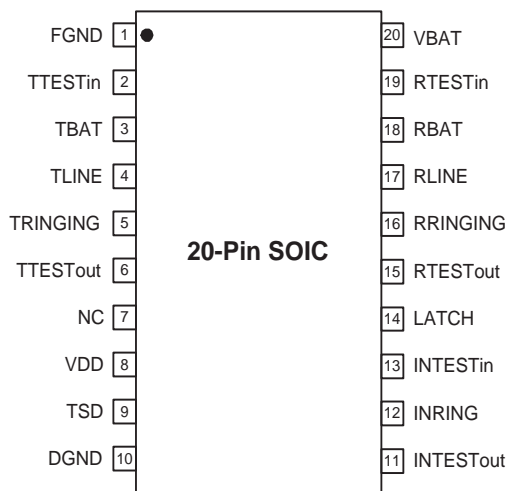 FGND 1 20 VBAT
TTESTin 2 19 RTESTin
TBAT 3 18 RBAT
TLINE 4 17 RLINE
TRINGING 5 16 RRINGING
20-Pin SOIC
TTESTout 6 15 RTESTout
NC 7 14 LATCH
VDD 8 13 INTESTin
TSD 9 12 INRING
DGND 10 11 INTESTout